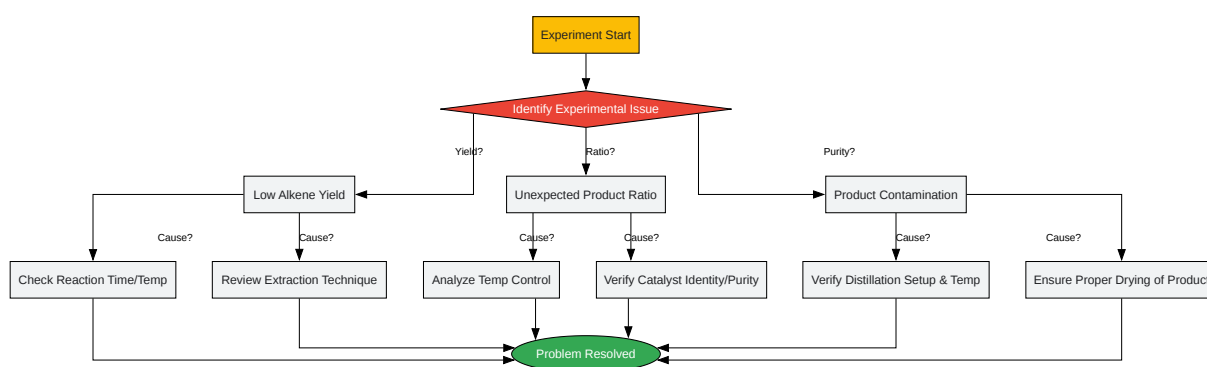 Experiment Start
Identify Experimental Issue
Yield?
Ratio?
Purity?
Low Alkene Yield
Unexpected Product Ratio
Product Contamination
Cause?
Cause?
Cause?
Cause?
Cause?
Cause?
Check Reaction Time/Temp
Review Extraction Technique
Analyze Temp Control
Verify Catalyst Identity/Purity
Verify Distillation Setup & Temp
Ensure Proper Drying of Product
Problem Resolved